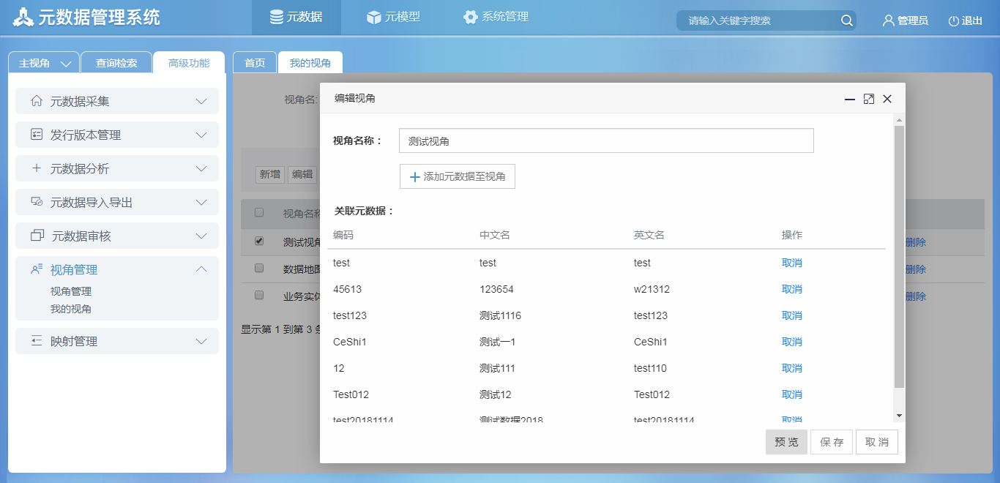 元数据管理系统
元数据
元模型
系统管理
请输入关键字搜索
管理员
退出
主视角
查询检索
高级功能
首页
我的视角
元数据采集
发行版本管理
元数据分析
元数据导入导出
元数据审核
视角管理
视角管理
我的视角
映射管理
视角名:
新增
编辑
视角名称
测试视角
删除
数据地图
删除
业务实体
删除
显示第 1 到第 3 条
编辑视角
视角名称：
测试视角
添加元数据至视角
关联元数据：
编码 中文名 英文名 操作
test test test 取消
45613 123654 w21312 取消
test123 测试1116 test123 取消
CeShi1 测试一1 CeShi1 取消
12 测试111 test110 取消
Test012 测试12 Test012 取消
test20181114 测试数据2018 test20181114 取消
预 览
保 存
取 消